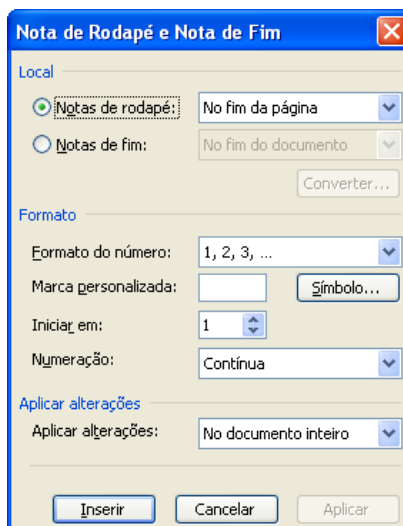 Nota de Rodapé e Nota de Fim
Local
Notas de rodapé: No fim da página
Notas de fim: No fim do documento
Converter...
Formato
Formato do número: 1, 2, 3, ...
Marca personalizada: Símbolo...
Iniciar em: 1
Numeração: Contínua
Aplicar alterações
Aplicar alterações: No documento inteiro
Inserir Cancelar Aplicar